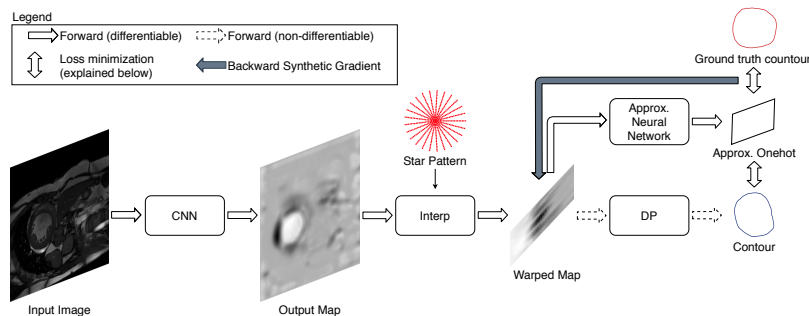 Legend
Forward (differentiable)
Forward (non-differentiable)
Loss minimization
(explained below)
Backward Synthetic Gradient
Ground truth countour
Approx.
Neural
Network
Approx. Onehot
Star Pattern
CNN
Interp
DP
Contour
Warped Map
Input Image
Output Map